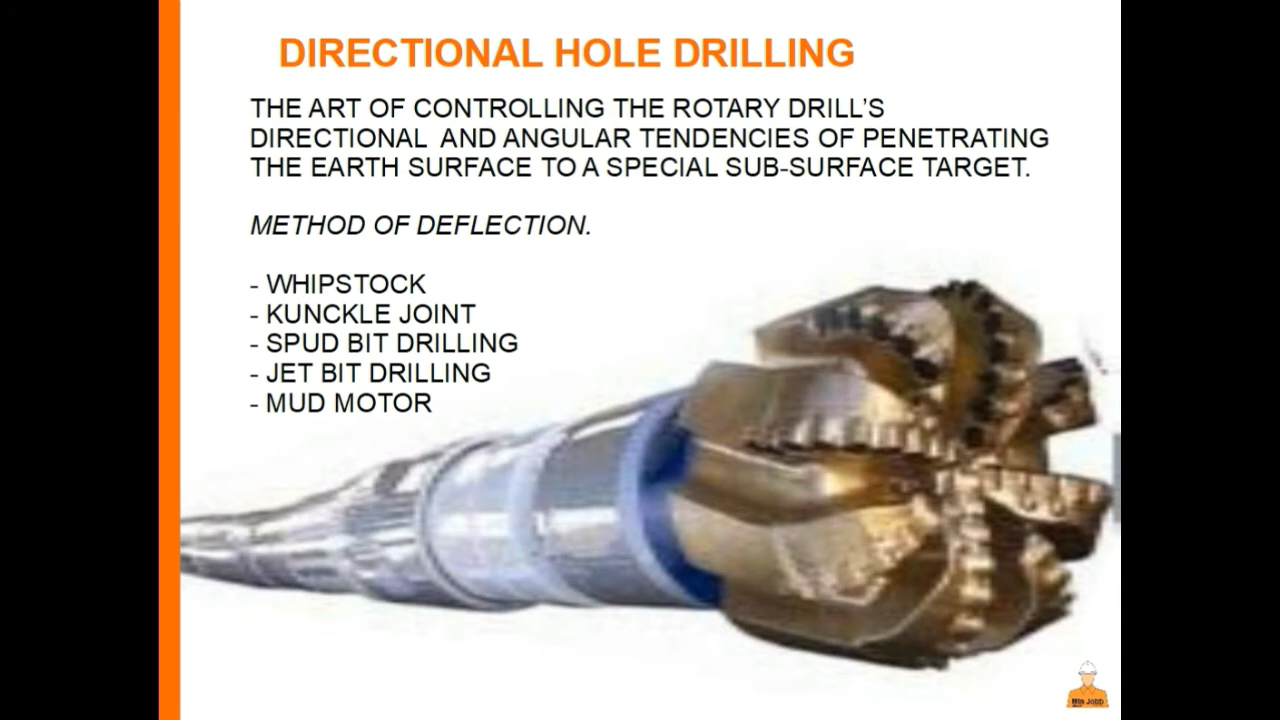 DIRECTIONAL HOLE DRILLING
THE ART OF CONTROLLING THE ROTARY DRILL'S
DIRECTIONAL AND ANGULAR TENDENCIES OF PENETRATING
THE EARTH SURFACE TO A SPECIAL SUB-SURFACE TARGET.
METHOD OF DEFLECTION.
- WHIPSTOCK
- KUNCKLE JOINT
- SPUD BIT DRILLING
- JET BIT DRILLING
- MUD MOTOR